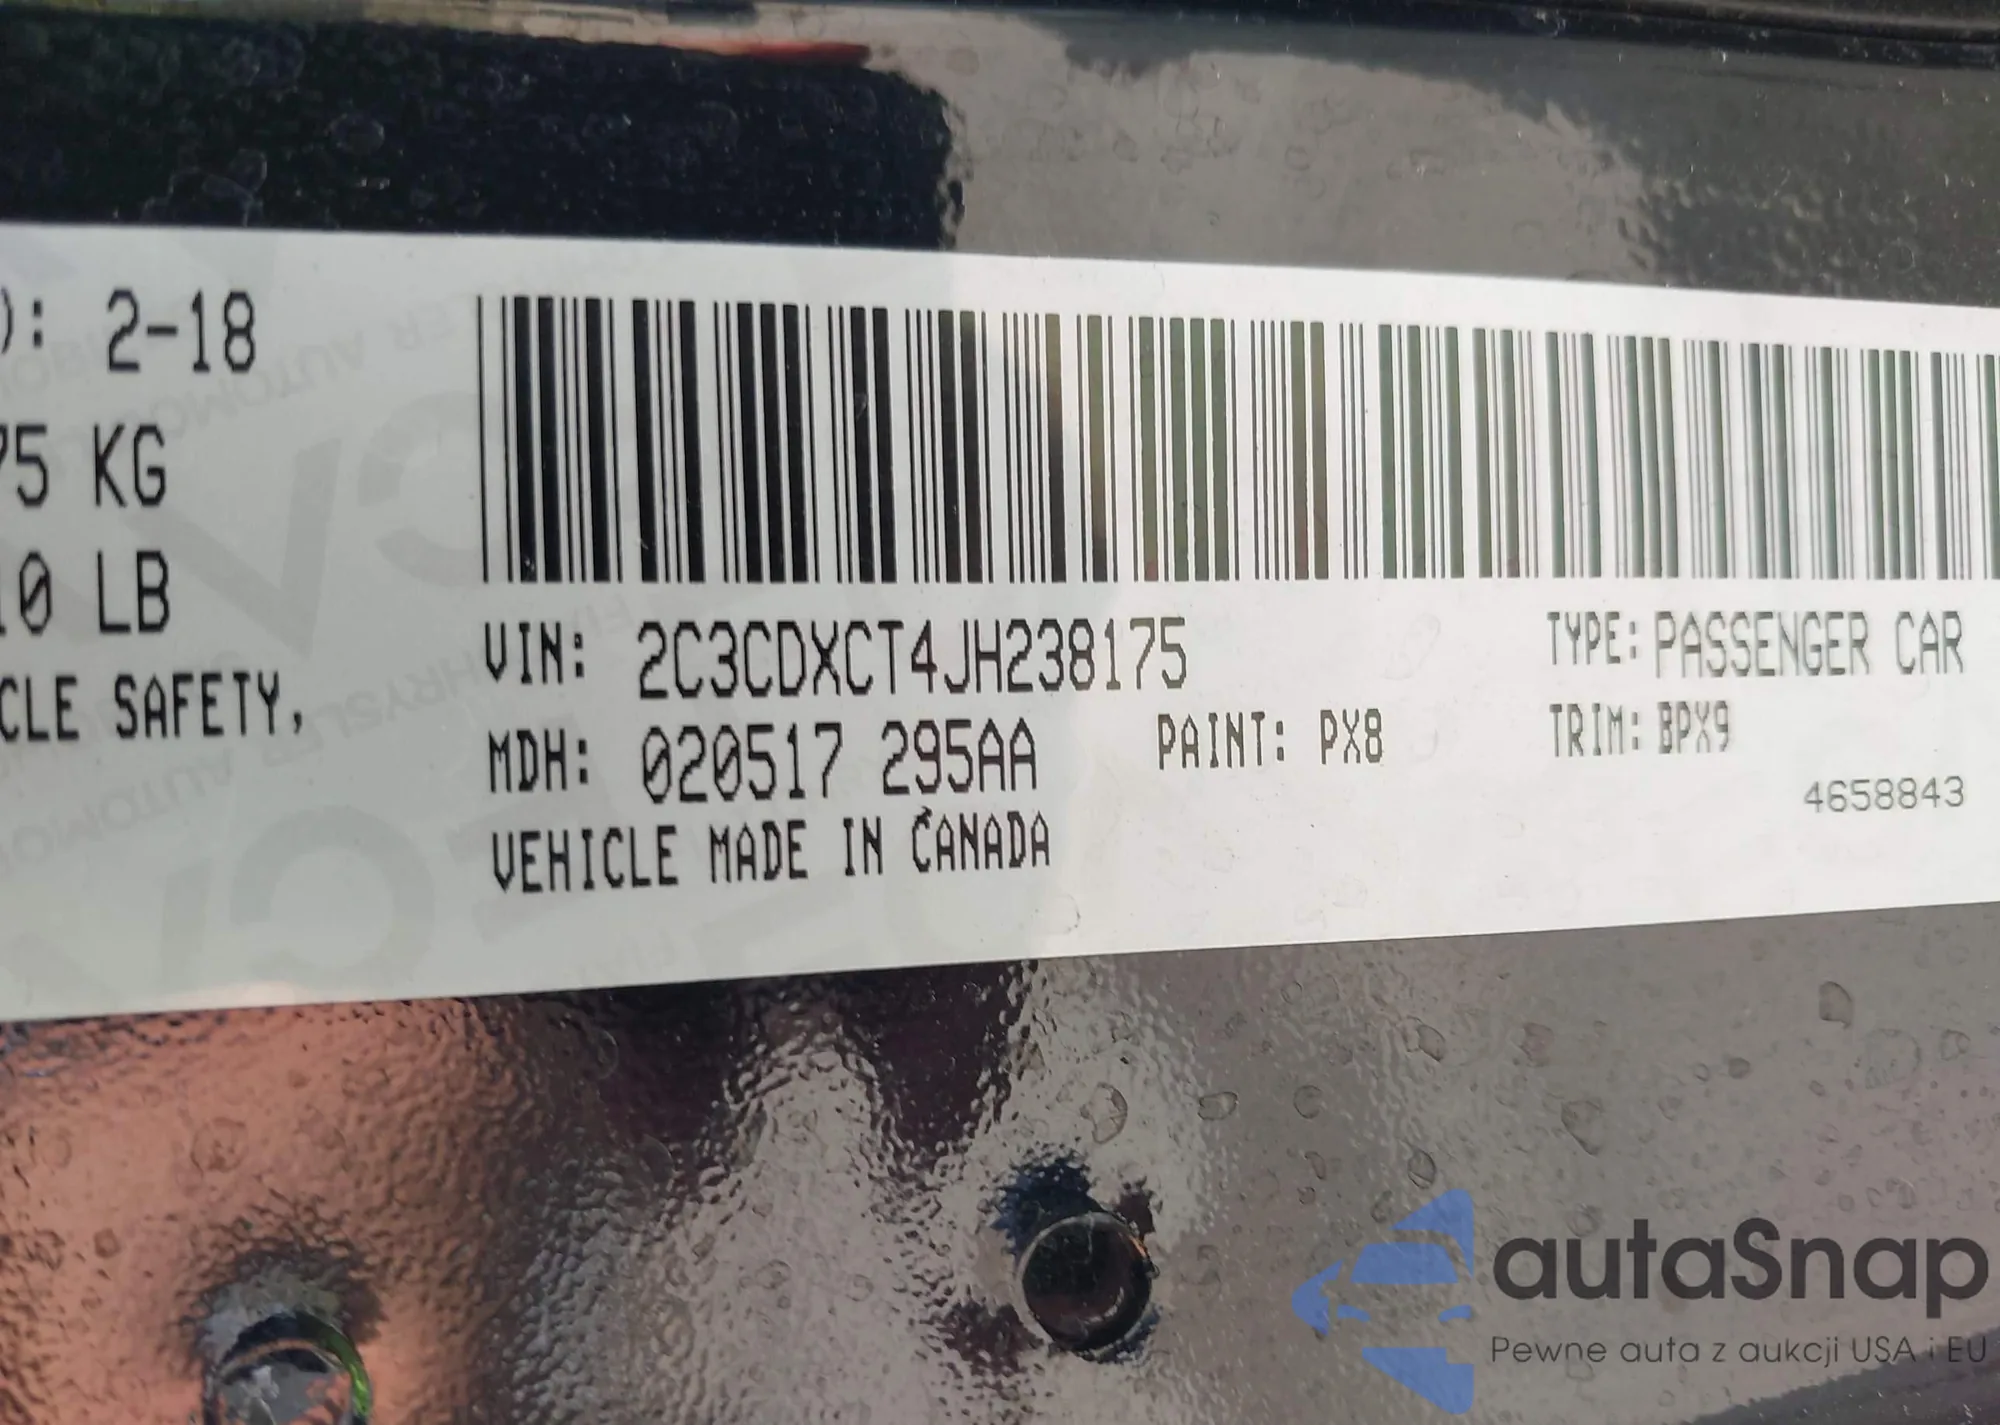 ): 2-18
75 KG
10 LB
CLE SAFETY,
VIN: 2C3CDXCT4JH238175
TYPE: PASSENGER CAR
MDH: 020517 295AA
PAINT: PX8
TRIM: BPX9
4658843
VEHICLE MADE IN CANADA
autaSnap
Pewne auta z aukcji USA i EU